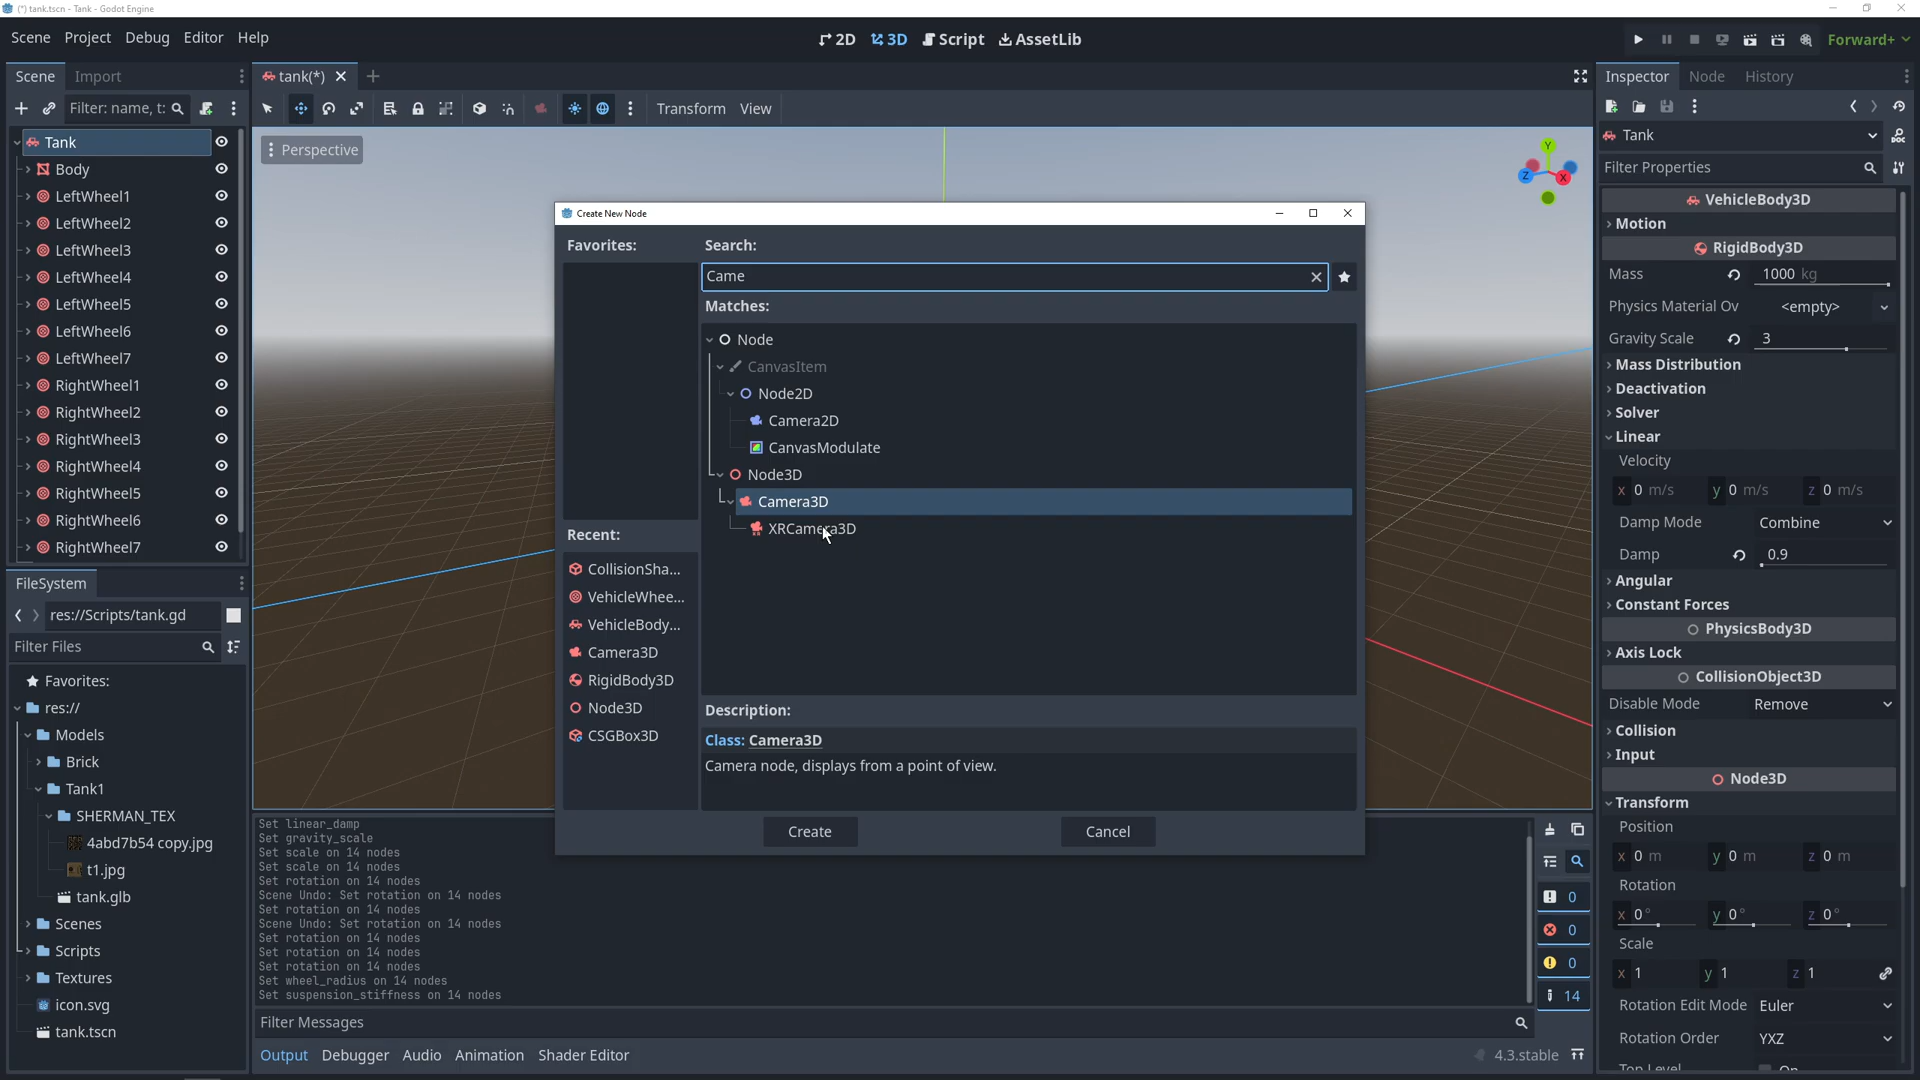 (*) tank.tscn - Tank - Godot Engine
Scene Project Debug Editor Help
2D 3D Script AssetLib
Forward+
Scene Import
Filter: name, t:
Tank
Body
LeftWheel1
LeftWheel2
LeftWheel3
LeftWheel4
LeftWheel5
LeftWheel6
LeftWheel7
RightWheel1
RightWheel2
RightWheel3
RightWheel4
RightWheel5
RightWheel6
RightWheel7
FileSystem
res://Scripts/tank.gd
Filter Files
Favorites:
res://
Models
Brick
Tank1
SHERMAN_TEX
4abd7b54 copy.jpg
t1.jpg
tank.glb
Scenes
Scripts
Textures
icon.svg
tank.tscn
tank(*)
Transform View
Perspective
Y
Z X
Create New Node
Favorites:
Search:
Came
Matches:
Node
CanvasItem
Node2D
Camera2D
CanvasModulate
Node3D
Camera3D
XRCamera3D
Recent:
CollisionSha...
VehicleWhee...
VehicleBody...
Camera3D
RigidBody3D
Node3D
CSGBox3D
Description:
Class: Camera3D
Camera node, displays from a point of view.
Create Cancel
Set linear_damp
Set gravity_scale
Set scale on 14 nodes
Set scale on 14 nodes
Set rotation on 14 nodes
Scene Undo: Set rotation on 14 nodes
Set rotation on 14 nodes
Scene Undo: Set rotation on 14 nodes
Set rotation on 14 nodes
Set rotation on 14 nodes
Set rotation on 14 nodes
Set wheel_radius on 14 nodes
Set suspension_stiffness on 14 nodes
0
0
0
14
Filter Messages
Output Debugger Audio Animation Shader Editor
4.3.stable
Inspector Node History
Tank
Filter Properties
VehicleBody3D
Motion
RigidBody3D
Mass 1000 kg
Physics Material Ov <empty>
Gravity Scale 3
Mass Distribution
Deactivation
Solver
Linear
Velocity
x 0 m/s y 0 m/s z 0 m/s
Damp Mode Combine
Damp 0.9
Angular
Constant Forces
PhysicsBody3D
Axis Lock
CollisionObject3D
Disable Mode Remove
Collision
Input
Node3D
Transform
Position
x 0 m y 0 m z 0 m
Rotation
x 0° y 0° z 0°
Scale
x 1 y 1 z 1
Rotation Edit Mode Euler
Rotation Order YXZ
Top Level On